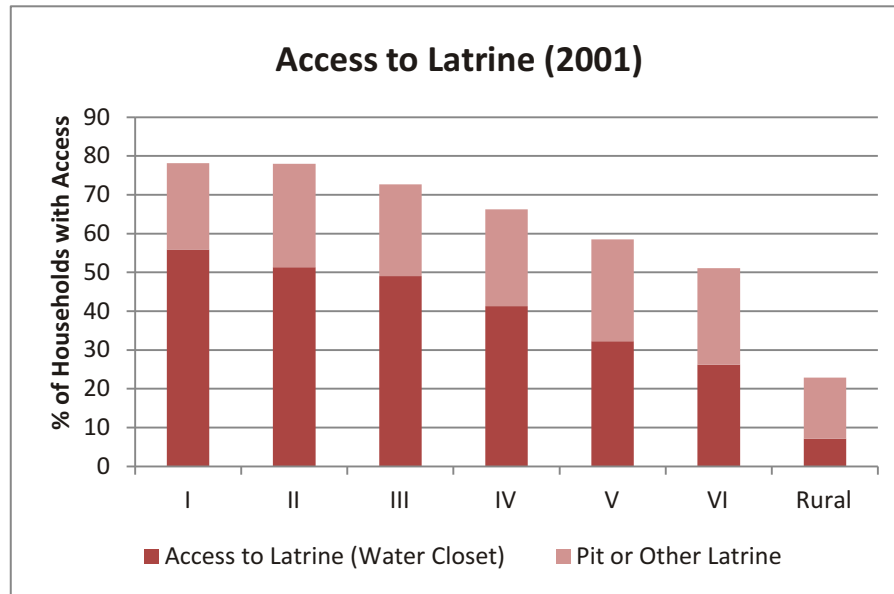 Access to Latrine (2001)
% of Households with Access
90
80
70
60
50
40
30
20
10
0
I II III IV V VI Rural
Access to Latrine (Water Closet) Pit or Other Latrine